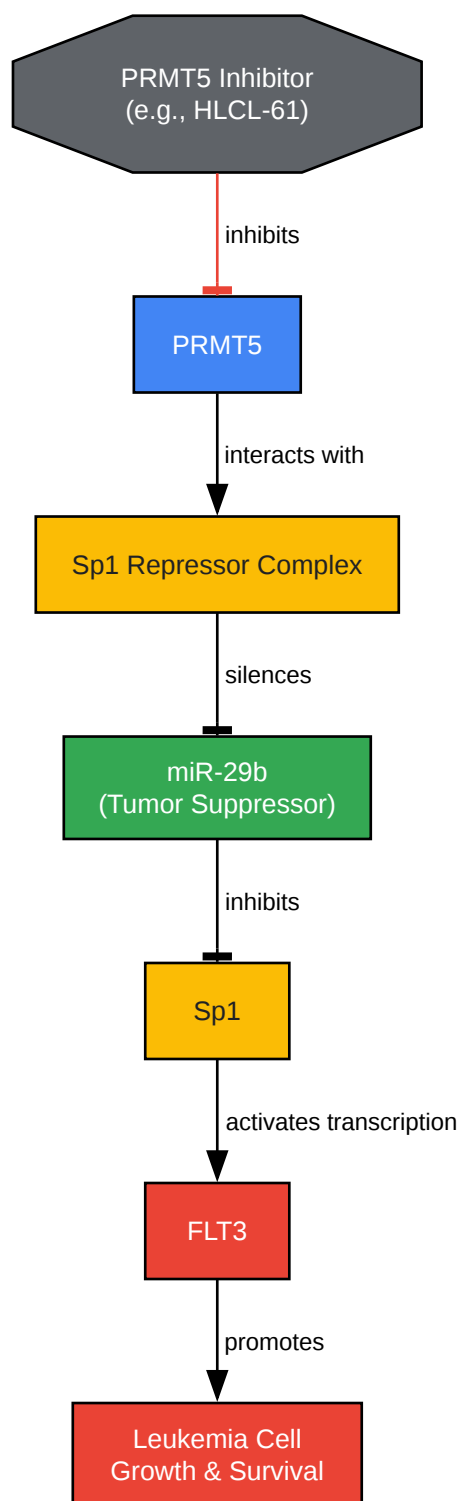 PRMT5 Inhibitor
(e.g., HLCL-61)
inhibits
PRMT5
interacts with
Sp1 Repressor Complex
silences
miR-29b
(Tumor Suppressor)
inhibits
Sp1
activates transcription
FLT3
promotes
Leukemia Cell
Growth & Survival